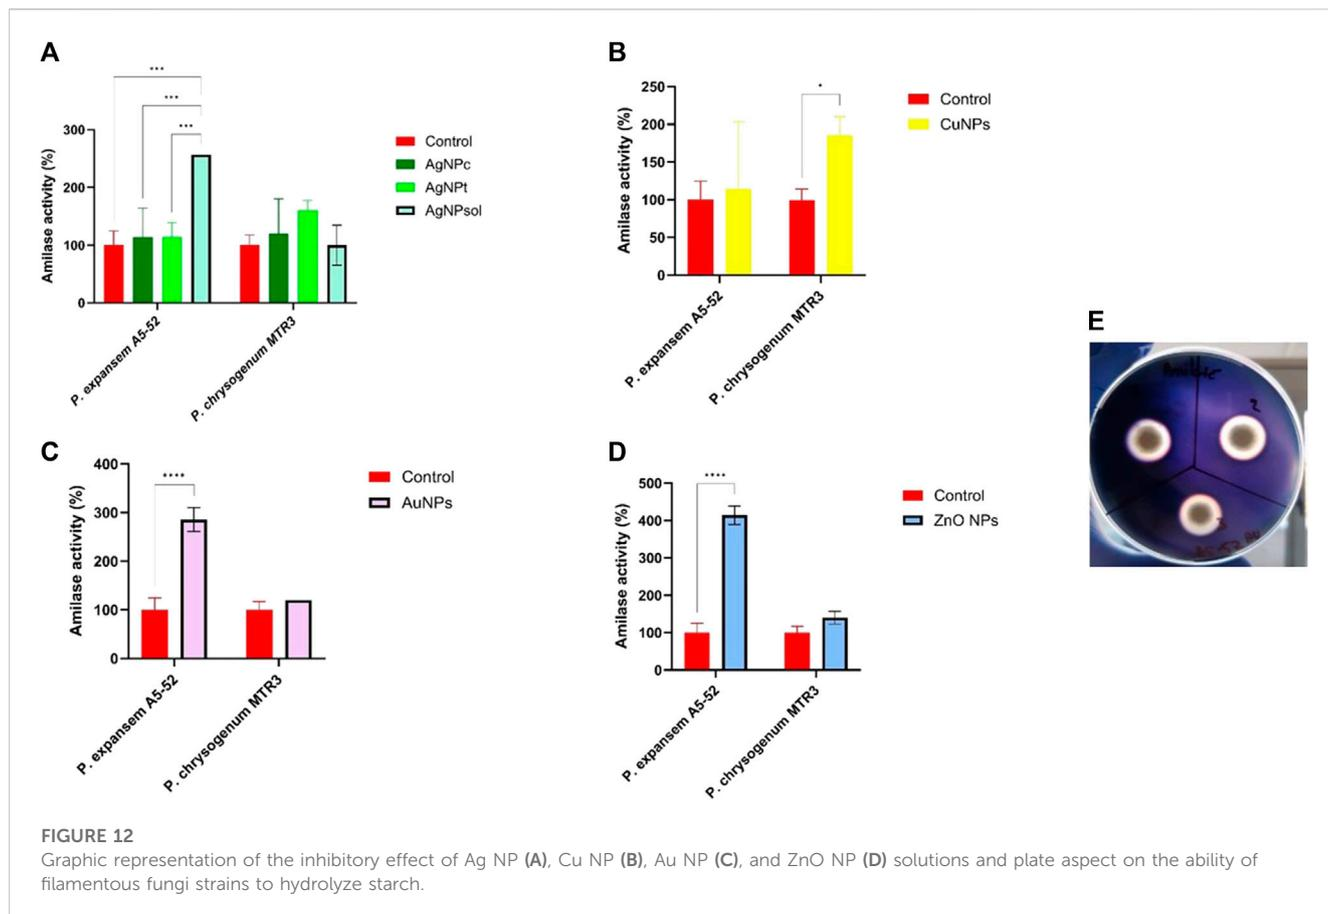 A
***
***
***
Amilase activity (%)
300
200
100
0
P. expansem A5-52
P. chrysogenum MTR3
Control
AgNPc
AgNPt
AgNPsol
B
*
Amilase activity (%)
250
200
150
100
50
0
P. expansem A5-52
P. chrysogenum MTR3
Control
CuNPs
C
****
Amilase activity (%)
400
300
200
100
0
P. expansem A5-52
P. chrysogenum MTR3
Control
AuNPs
D
****
Amilase activity (%)
500
400
300
200
100
0
P. expansem A5-52
P. chrysogenum MTR3
Control
ZnO NPs
E
2
3
FIGURE 12
Graphic representation of the inhibitory effect of Ag NP (A), Cu NP (B), Au NP (C), and ZnO NP (D) solutions and plate aspect on the ability of
filamentous fungi strains to hydrolyze starch.